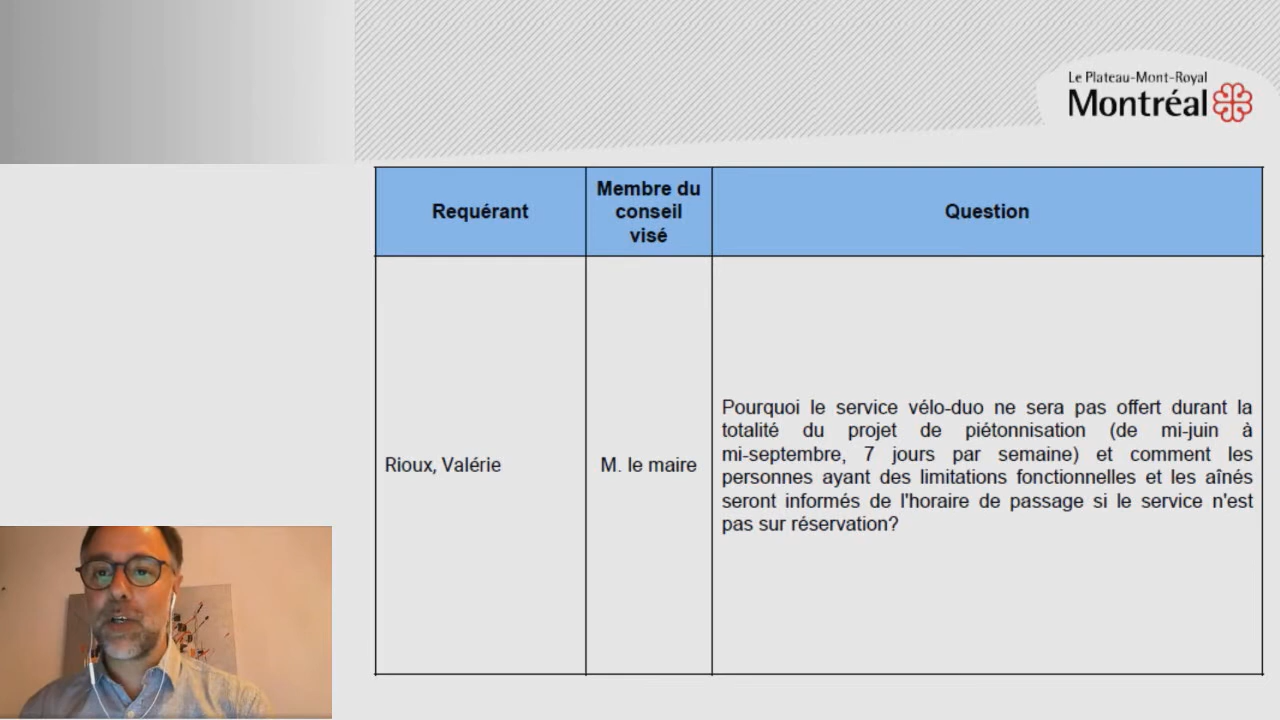 Le Plateau-Mont-Royal
Montréal
Requérant
Membre du
conseil
visé
Question
Rioux, Valérie
M. le maire
Pourquoi le service vélo-duo ne sera pas offert durant la
totalité du projet de piétonnisation (de mi-juin à
mi-septembre, 7 jours par semaine) et comment les
personnes ayant des limitations fonctionnelles et les aînés
seront informés de l'horaire de passage si le service n'est
pas sur réservation?